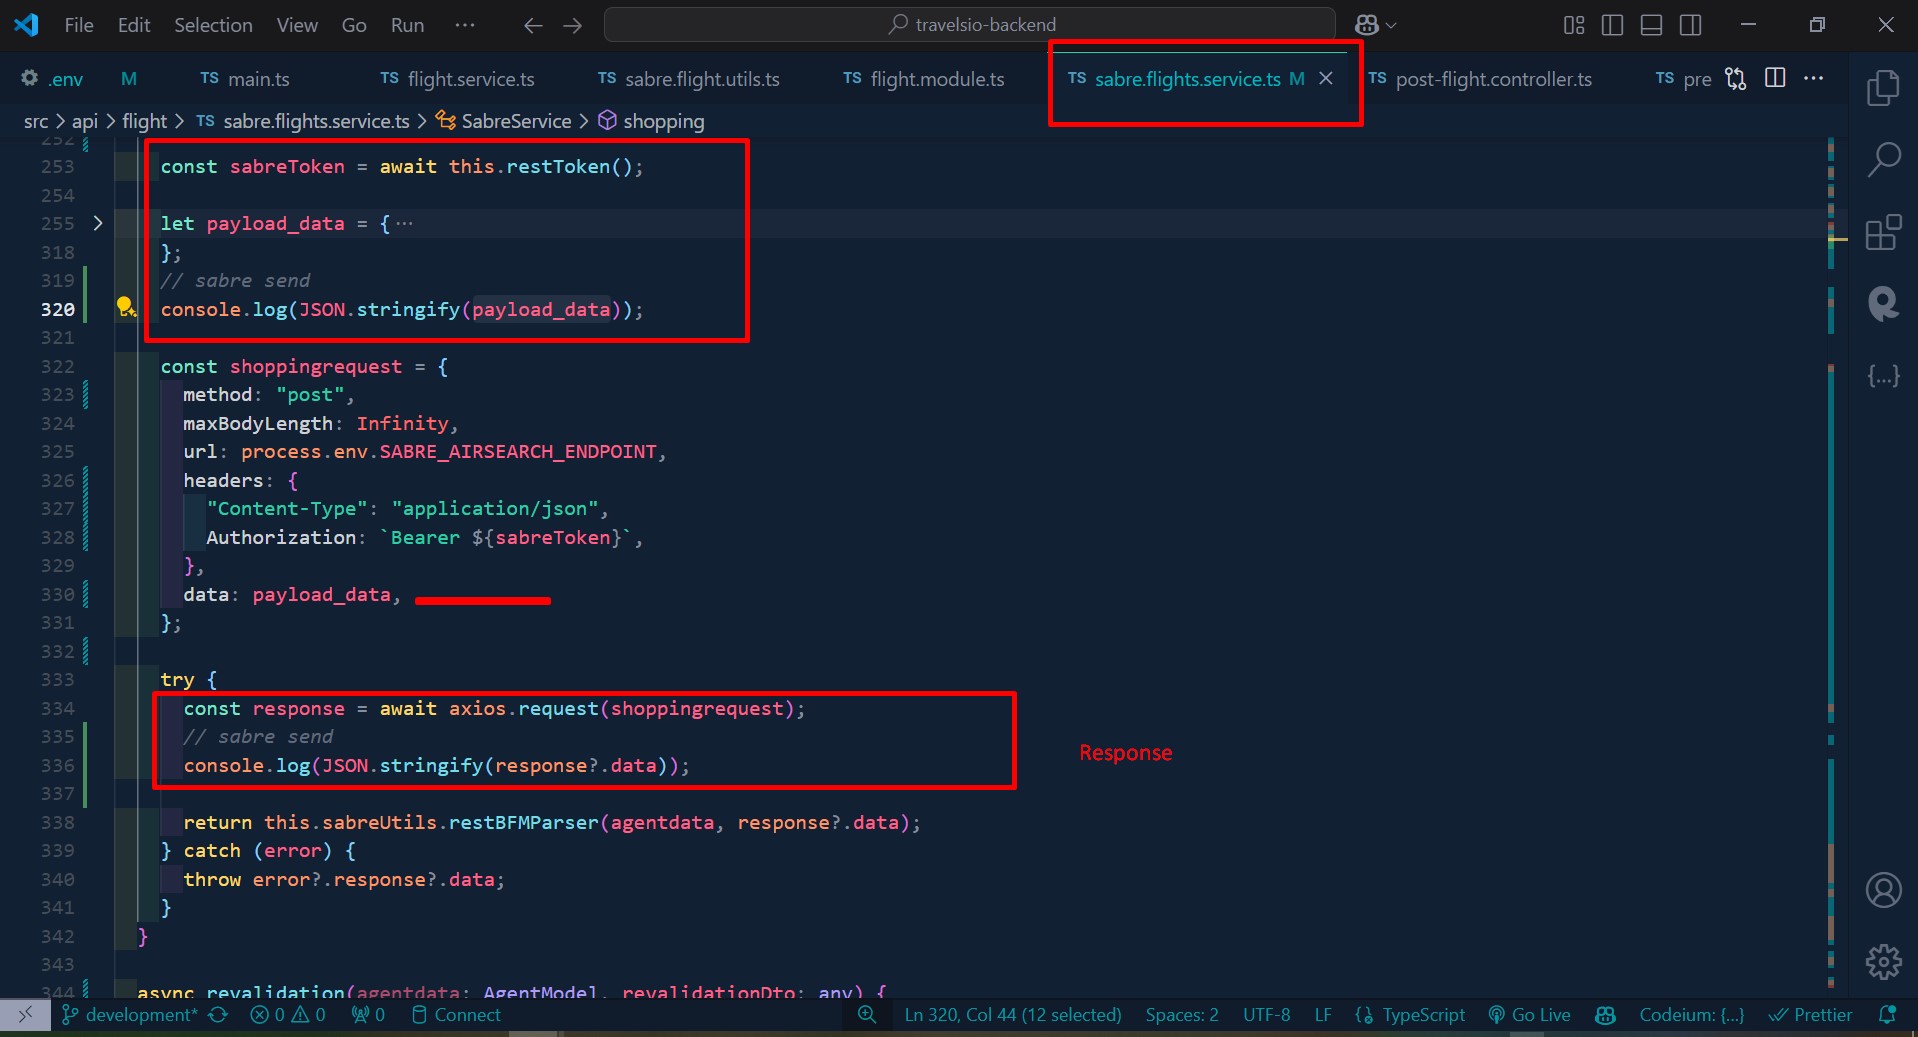 File Edit Selection View Go Run ··· travelsio-backend
.env M TS main.ts TS flight.service.ts TS sabre.flight.utils.ts TS flight.module.ts TS sabre.flights.service.ts M TS post-flight.controller.ts TS pre
src > api > flight > TS sabre.flights.service.ts > SabreService > shopping
252
253 const sabreToken = await this.restToken();
254
255 let payload_data = {···
318 };
319 // sabre send
320 console.log(JSON.stringify(payload_data));
321
322 const shoppingrequest = {
323 method: "post",
324 maxBodyLength: Infinity,
325 url: process.env.SABRE_AIRSEARCH_ENDPOINT,
326 headers: {
327 "Content-Type": "application/json",
328 Authorization: `Bearer ${sabreToken}`,
329 },
330 data: payload_data,
331 };
332
333 try {
334 const response = await axios.request(shoppingrequest);
335 // sabre send
336 console.log(JSON.stringify(response?.data));
Response
337
338 return this.sabreUtils.restBFMParser(agentdata, response?.data);
339 } catch (error) {
340 throw error?.response?.data;
341 }
342 }
343
344 async revalidation(agentdata: AgentModel, revalidationDto: any) {
development* 0 0 0 Connect Ln 320, Col 44 (12 selected) Spaces: 2 UTF-8 LF TypeScript Go Live Codeium: {...} Prettier